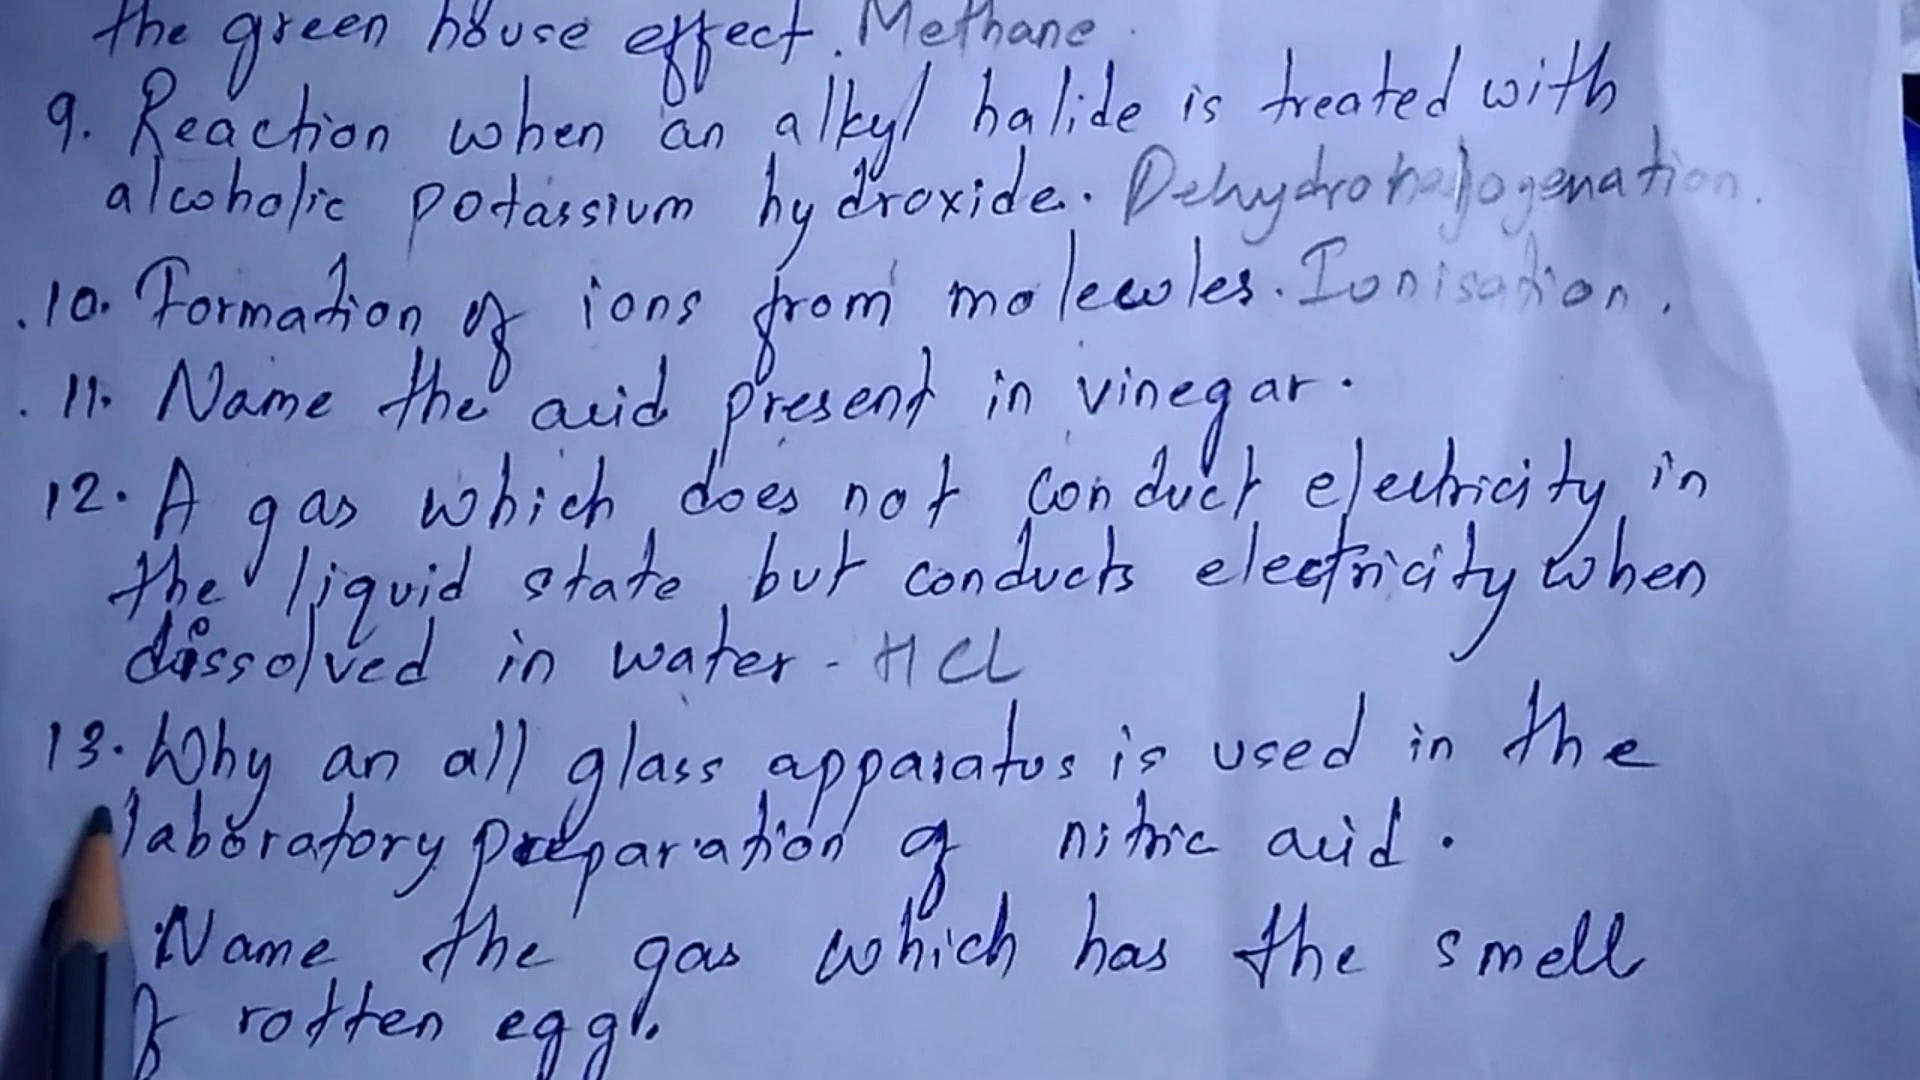 the green house effect. Methane.
9. Reaction when an alkyl halide is treated with
alcoholic potassium hydroxide. Dehydrohalogenation.
10. Formation of ions from molecules. Ionisation.
11. Name the acid present in vinegar.
12. A gas which does not conduct electricity in
the liquid state but conducts electricity when
dissolved in water - HCl
13. Why an all glass apparatus is used in the
laboratory preparation of nitric acid.
Name the gas which has the smell
of rotten egg.